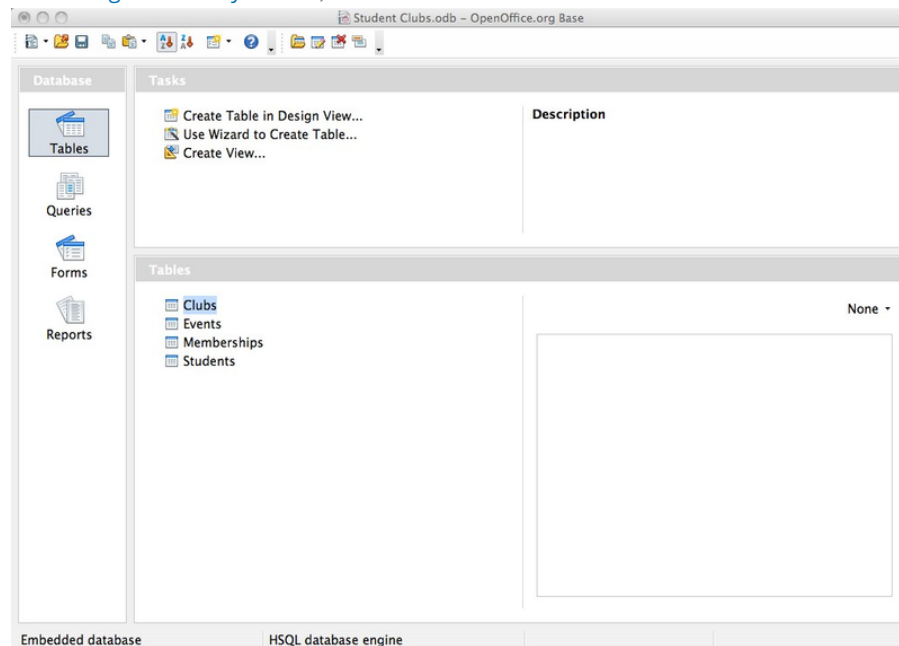 Student Clubs.odb – OpenOffice.org Base
Database
Tasks
Tables
Queries
Forms
Reports
Create Table in Design View...
Use Wizard to Create Table...
Create View...
Description
Tables
Clubs
Events
Memberships
Students
None
Embedded database
HSQL database engine